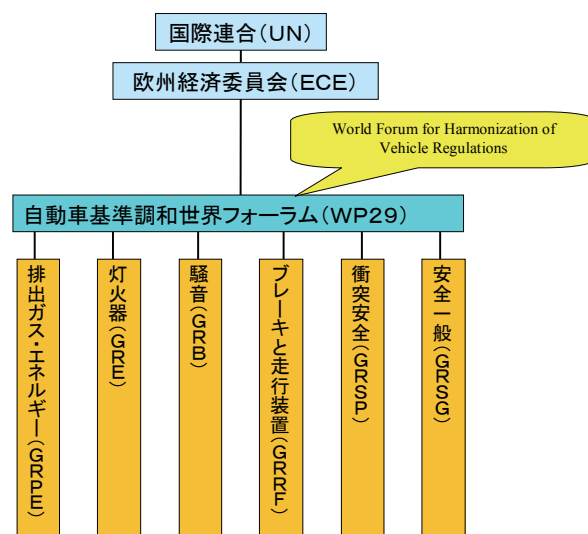 国際連合(UN)
欧州経済委員会(ECE)
World Forum for Harmonization of
Vehicle Regulations
自動車基準調和世界フォーラム(WP29)
排出ガス・エネルギー(GRPE)
灯火器(GRE)
騒音(GRB)
ブレーキと走行装置(GRRF)
衝突安全(GRSP)
安全一般(GRSG)